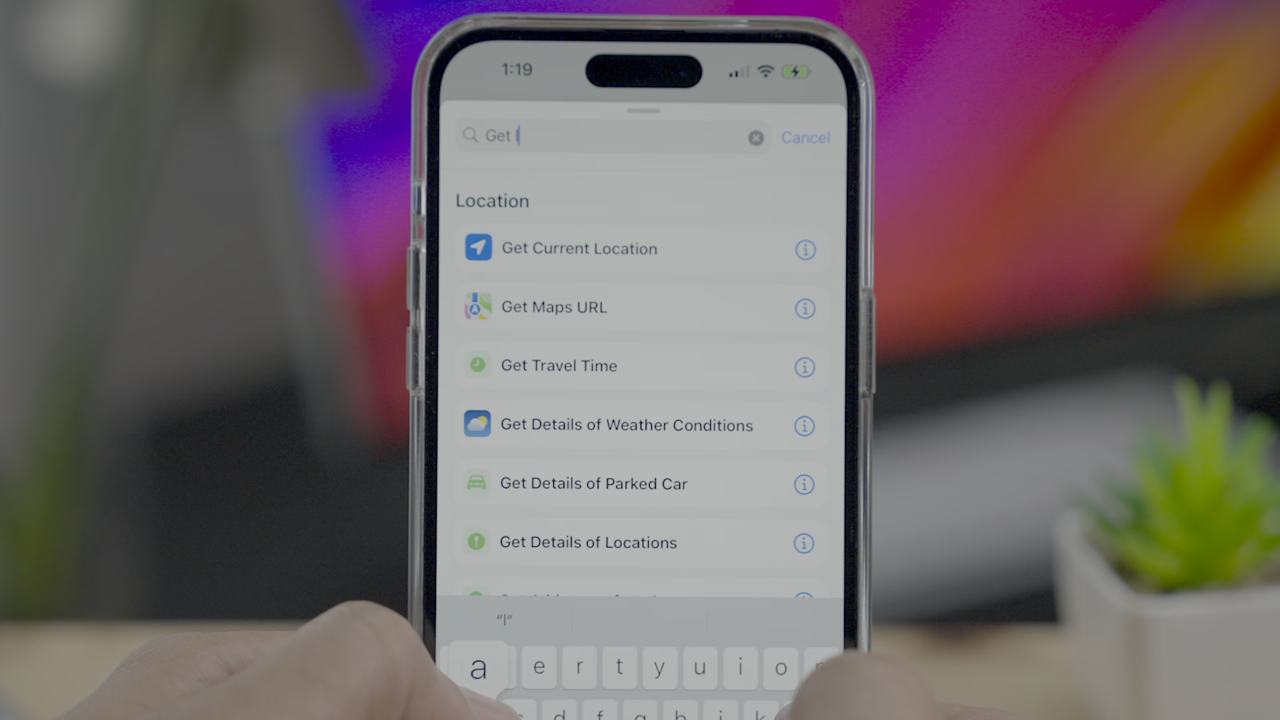 1:19
Get l
Cancel
Location
Get Current Location
Get Maps URL
Get Travel Time
Get Details of Weather Conditions
Get Details of Parked Car
Get Details of Locations
"l"
a e r t y u i o
d f g h j k